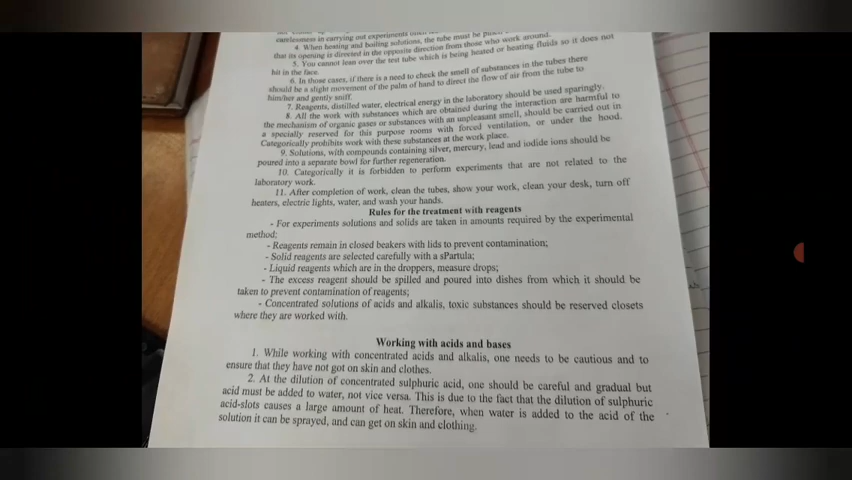 carelessness in carrying out experiments
4. When heating and boiling solutions, the tube must be
that its opening is directed in the opposite direction from those who work around.
5. You cannot lean over the test tube which is being heated or heating fluids so it does not
hit in the face.
6. In those cases, if there is a need to check the smell of substances in the tubes there
should be a slight movement of the palm of hand to direct the flow of air from the tube to
him/her and gently sniff.
7. Reagents, distilled water, electrical energy in the laboratory should be used sparingly.
8. All the work with substances which are obtained during the interaction are harmful to
the mechanism of organic gases or substances with an unpleasant smell, should be carried out in
a specially reserved for this purpose rooms with forced ventilation, or under the hood.
Categorically prohibits work with these substances at the work place.
9. Solutions, with compounds containing silver, mercury, lead and iodide ions should be
poured into a separate bowl for further regeneration.
10. Categorically it is forbidden to perform experiments that are not related to the
laboratory work.
11. After completion of work, clean the tubes, show your work, clean your desk, turn off
heaters, electric lights, water, and wash your hands.
Rules for the treatment with reagents
- For experiments solutions and solids are taken in amounts required by the experimental
method;
- Reagents remain in closed beakers with lids to prevent contamination;
- Solid reagents are selected carefully with a sPartula;
- Liquid reagents which are in the droppers, measure drops;
- The excess reagent should be spilled and poured into dishes from which it should be
taken to prevent contamination of reagents;
- Concentrated solutions of acids and alkalis, toxic substances should be reserved closets
where they are worked with.
Working with acids and bases
1. While working with concentrated acids and alkalis, one needs to be cautious and to
ensure that they have not got on skin and clothes.
2. At the dilution of concentrated sulphuric acid, one should be careful and gradual but
acid must be added to water, not vice versa. This is due to the fact that the dilution of sulphuric
acid-slots causes a large amount of heat. Therefore, when water is added to the acid of the
solution it can be sprayed, and can get on skin and clothing.